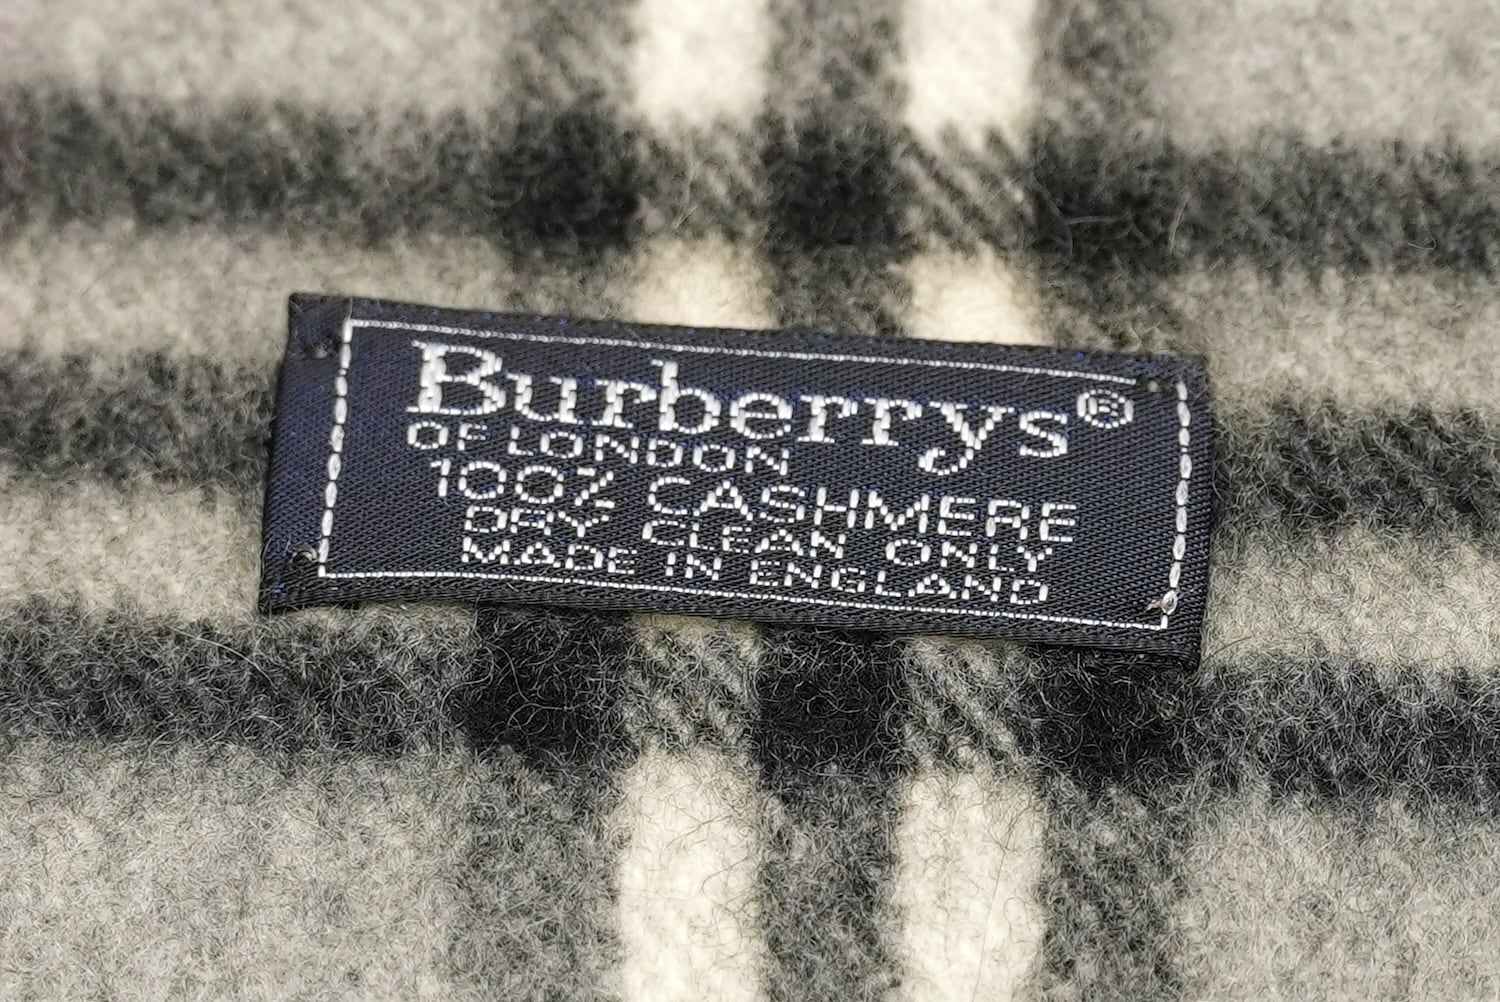 Burberrys®
OF LONDON
100% CASHMERE
DRY CLEAN ONLY
MADE IN ENGLAND